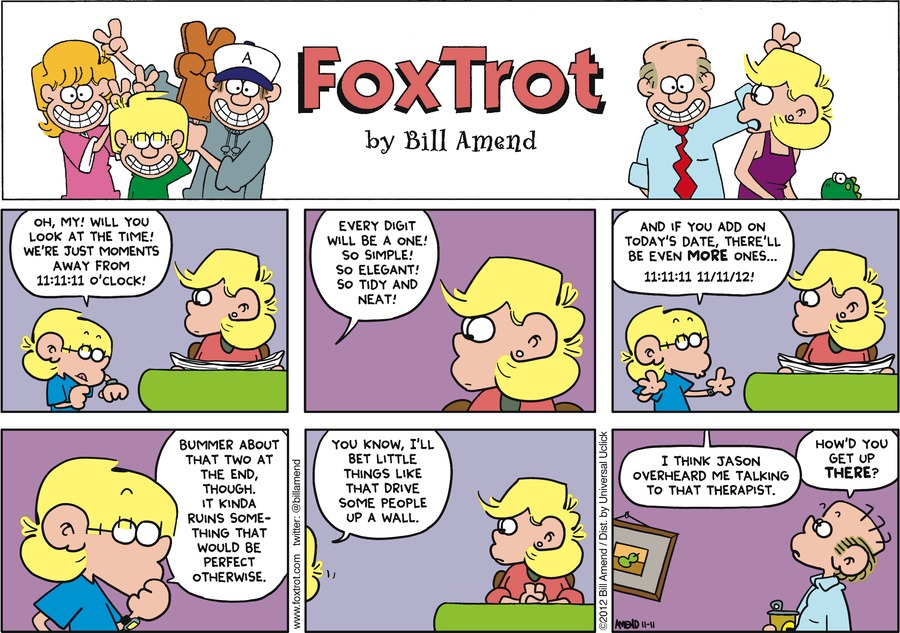 A
FOXTROT
by Bill Amend
OH, MY! WILL YOU
LOOK AT THE TIME!
WE'RE JUST MOMENTS
AWAY FROM
11:11:11 O'CLOCK!
EVERY DIGIT
WILL BE A ONE!
SO SIMPLE!
SO ELEGANT!
SO TIDY AND
NEAT!
AND IF YOU ADD ON
TODAY'S DATE, THERE'LL
BE EVEN MORE ONES...
11:11:11 11/11/12!
BUMMER ABOUT
THAT TWO AT
THE END,
THOUGH.
IT KINDA
RUINS SOME-
THING THAT
WOULD BE
PERFECT
OTHERWISE.
www.foxtrot.com twitter: @billamend
YOU KNOW, I'LL
BET LITTLE
THINGS LIKE
THAT DRIVE
SOME PEOPLE
UP A WALL.
©2012 Bill Amend / Dist. by Universal Uclick
I THINK JASON
OVERHEARD ME TALKING
TO THAT THERAPIST.
HOW'D YOU
GET UP
THERE?
AMEND 11-11